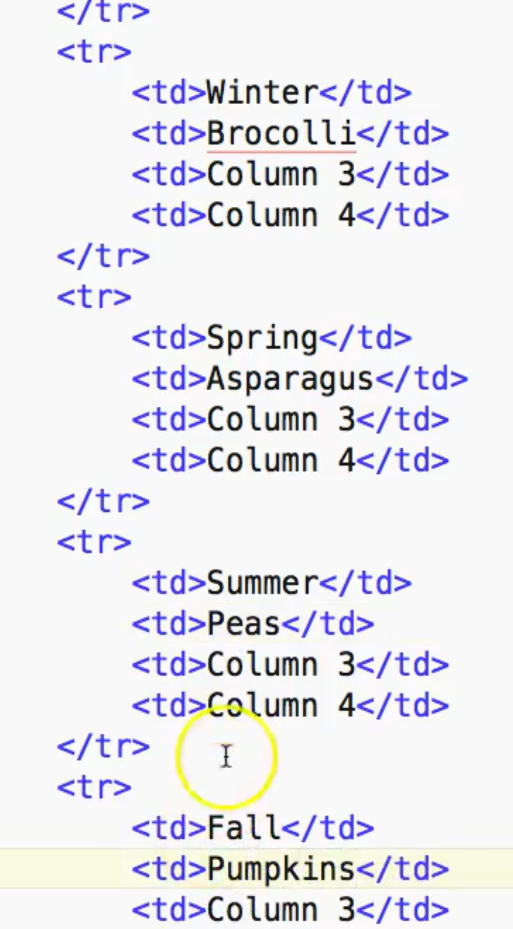 </tr>
<tr>
<td>Winter</td>
<td>Brocolli</td>
<td>Column 3</td>
<td>Column 4</td>
</tr>
<tr>
<td>Spring</td>
<td>Asparagus</td>
<td>Column 3</td>
<td>Column 4</td>
</tr>
<tr>
<td>Summer</td>
<td>Peas</td>
<td>Column 3</td>
<td>Column 4</td>
</tr>
<tr>
<td>Fall</td>
<td>Pumpkins</td>
<td>Column 3</td>